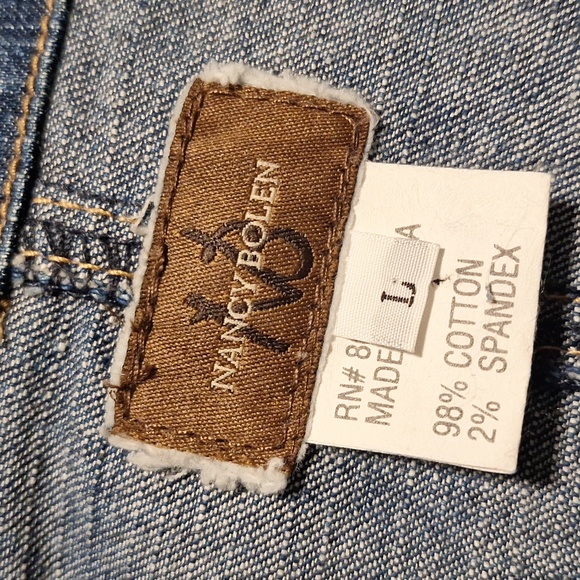 NANCY BOLEN
L
RN# 8
MADE A
98% COTTON
2% SPANDEX